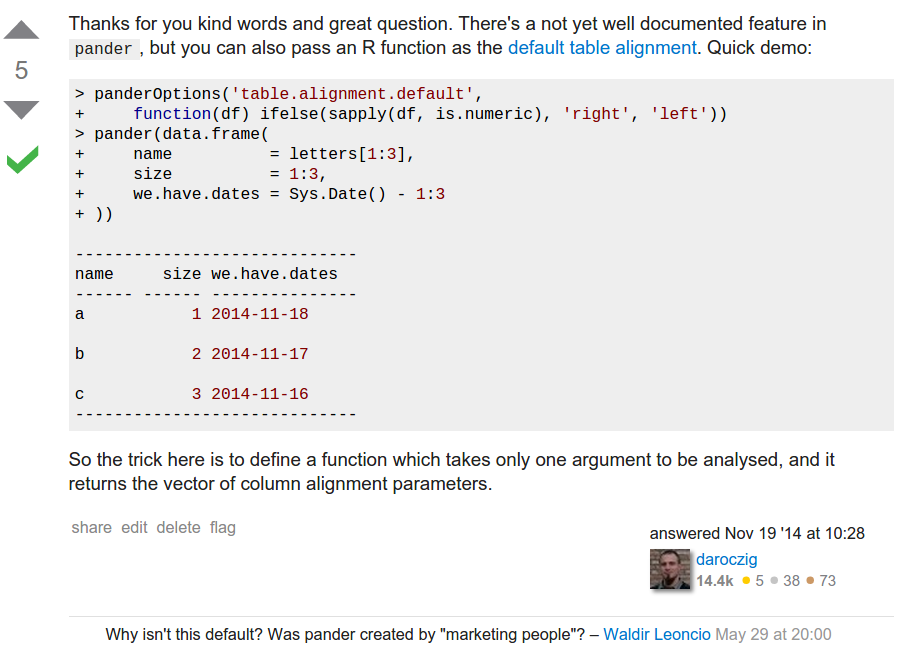 Thanks for you kind words and great question. There's a not yet well documented feature in
pander , but you can also pass an R function as the default table alignment. Quick demo:
5
> panderOptions('table.alignment.default',
+     function(df) ifelse(sapply(df, is.numeric), 'right', 'left'))
> pander(data.frame(
+     name          = letters[1:3],
+     size          = 1:3,
+     we.have.dates = Sys.Date() - 1:3
+ ))
-----------------------------
name     size we.have.dates
------ ------ ---------------
a           1 2014-11-18
b           2 2014-11-17
c           3 2014-11-16
-----------------------------
So the trick here is to define a function which takes only one argument to be analysed, and it
returns the vector of column alignment parameters.
share edit delete flag
answered Nov 19 '14 at 10:28
daroczig
14.4k ● 5 ● 38 ● 73
Why isn't this default? Was pander created by "marketing people"? – Waldir Leoncio May 29 at 20:00